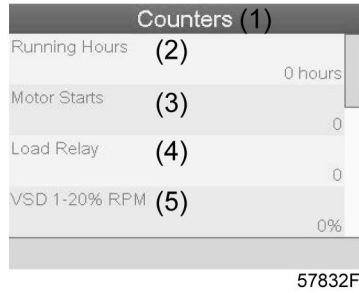 Counters (1)
Running Hours (2)
0 hours
Motor Starts (3)
0
Load Relay (4)
0
VSD 1-20% RPM (5)
0%
57832F